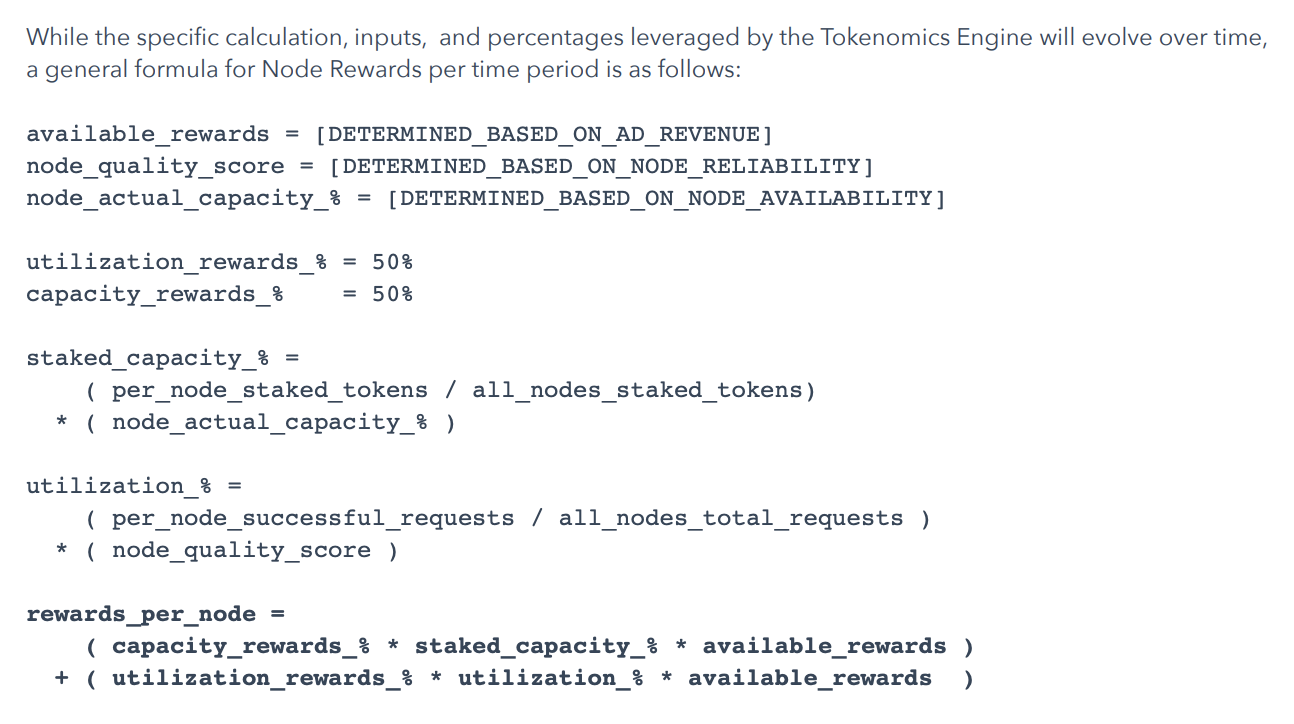 While the specific calculation, inputs,  and percentages leveraged by the Tokenomics Engine will evolve over time,
a general formula for Node Rewards per time period is as follows:

available_rewards = [DETERMINED_BASED_ON_AD_REVENUE]
node_quality_score = [DETERMINED_BASED_ON_NODE_RELIABILITY]
node_actual_capacity_% = [DETERMINED_BASED_ON_NODE_AVAILABILITY]

utilization_rewards_% = 50%
capacity_rewards_%    = 50%

staked_capacity_% =
    ( per_node_staked_tokens / all_nodes_staked_tokens)
  * ( node_actual_capacity_% )

utilization_% =
    ( per_node_successful_requests / all_nodes_total_requests )
  * ( node_quality_score )

rewards_per_node =
    ( capacity_rewards_% * staked_capacity_% * available_rewards )
  + ( utilization_rewards_% * utilization_% * available_rewards  )